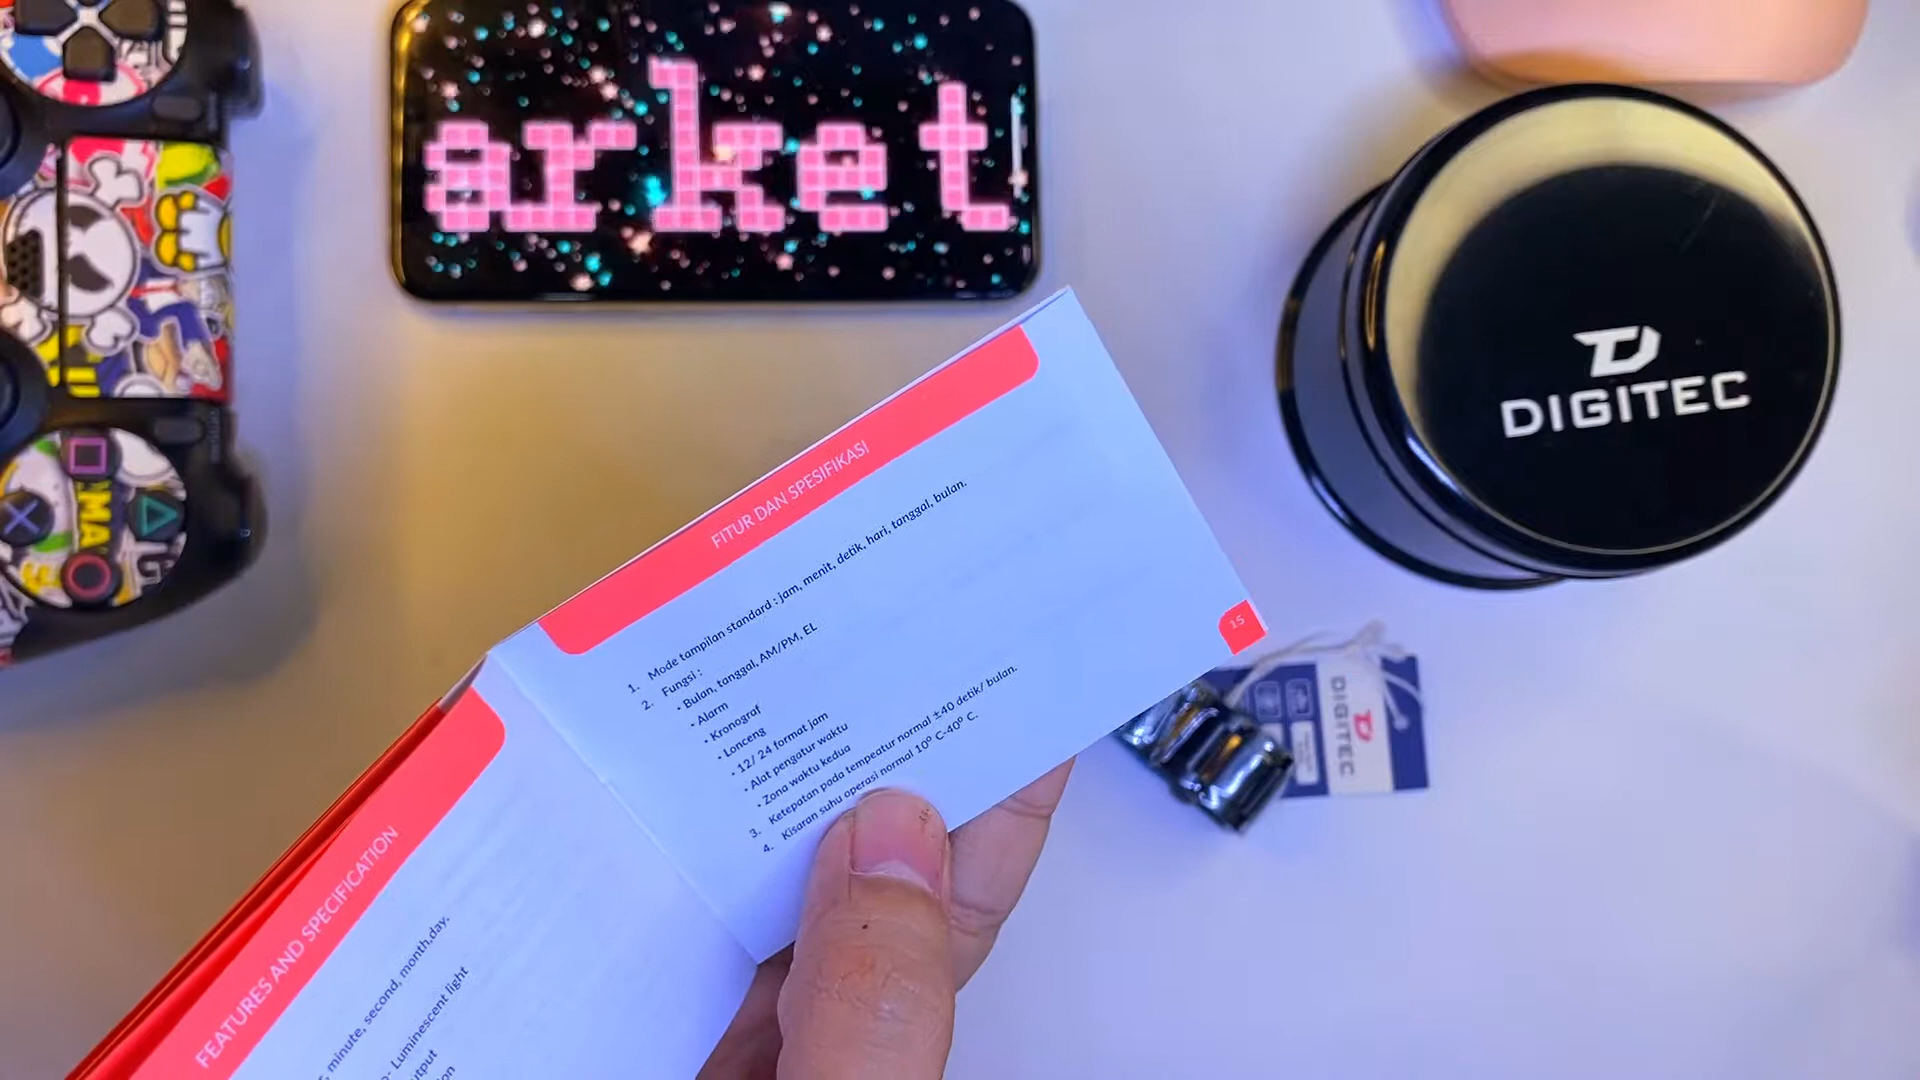 arket
DIGITEC
FITUR DAN SPESIFIKASI
1. Mode tampilan standard : jam, menit, detik, hari, tanggal, bulan.
2. Fungsi :
• Bulan, tanggal, AM/PM, EL
• Alarm
• Kronograf
• Lonceng
• 12/ 24 format jam
• Alat pengatur waktu
• Zona waktu kedua
3. Ketepatan pada tempeatur normal ±40 detik/ bulan.
4. Kisaran suhu operasi normal 10° C-40° C.
15
DIGITEC
FEATURES AND SPECIFICATION
minute, second, month,day.
Luminescent light